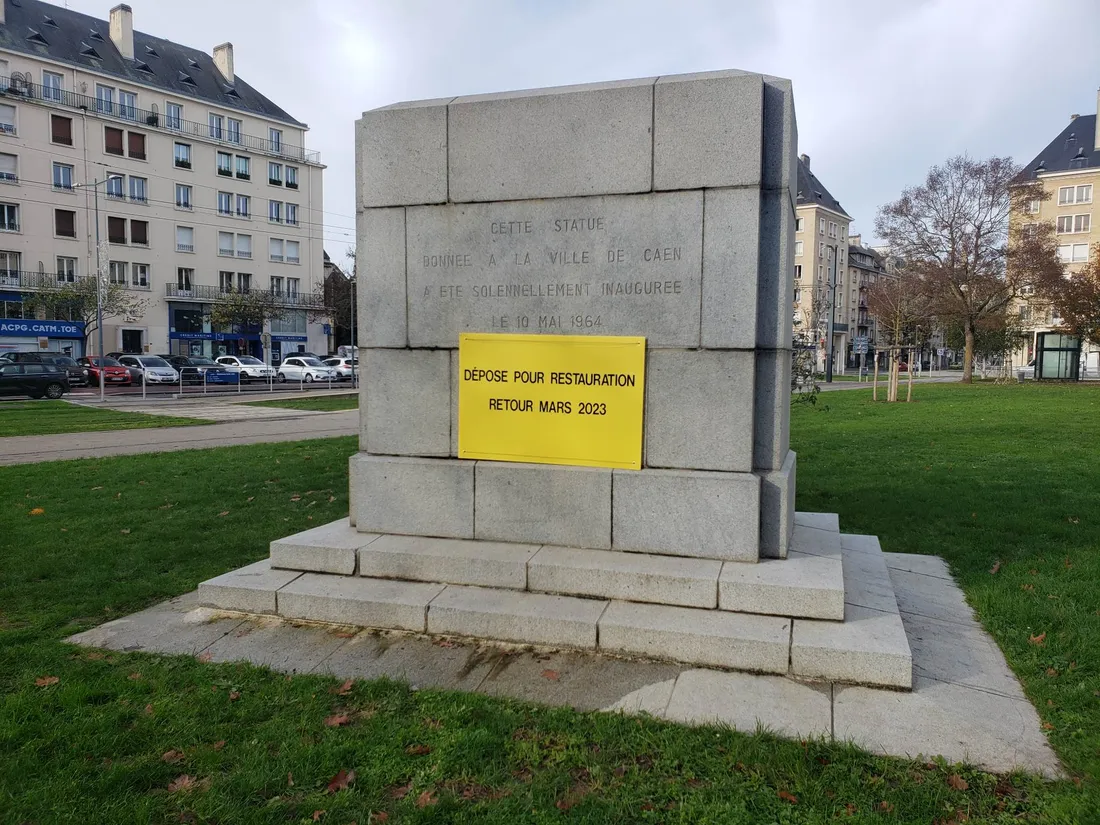 CETTE STATUE
DONNEE A LA VILLE DE CAEN
A ETE SOLENNELLEMENT INAUGUREE
LE 10 MAI 1964
DÉPOSE POUR RESTAURATION
RETOUR MARS 2023
ACPG.CATM.TOE